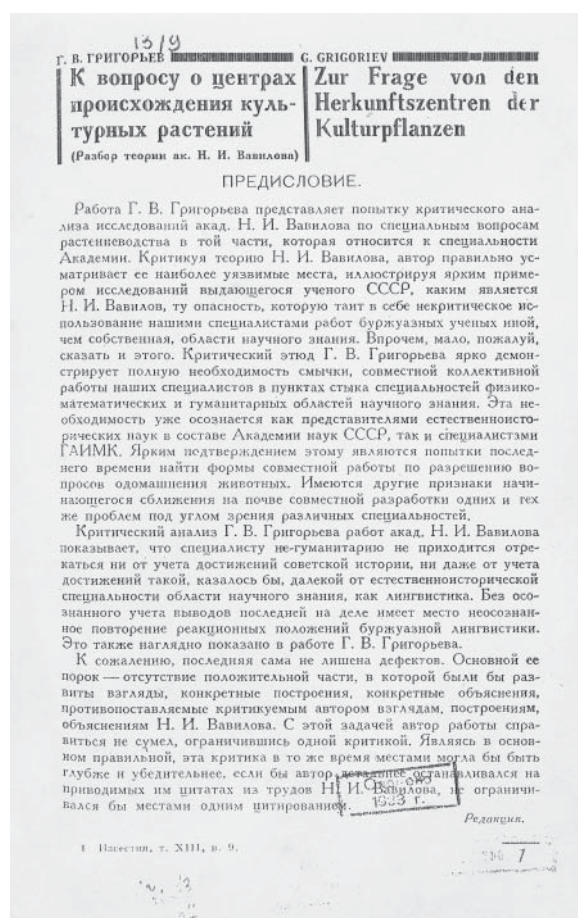 13/9
Г. В. ГРИГОРЬЕВ
К вопросу о центрах
происхождения куль-
турных растений
(Разбор теории ак. Н. И. Вавилова)
G. GRIGORIEV
Zur Frage von den
Herkunftszentren der
Kulturpflanzen
ПРЕДИСЛОВИЕ.
Работа Г. В. Григорьева представляет попытку критического ана-
лиза исследований акад. Н. И. Вавилова по специальным вопросам
растениеводства в той части, которая относится к специальности
Академии. Критикуя теорию Н. И. Вавилова, автор правильно ус-
матривает ее наиболее уязвимые места, иллюстрируя ярким приме-
ром исследований выдающегося ученого СССР, каким является
Н. И. Вавилов, ту опасность, которую таит в себе некритическое ис-
пользование нашими специалистами работ буржуазных ученых иной,
чем собственная, области научного знания. Впрочем, мало, пожалуй,
сказать и этого. Критический этюд Г. В. Григорьева ярко демон-
стрирует полную необходимость смычки, совместной коллективной
работы наших специалистов в пунктах стыка специальностей физико-
математических и гуманитарных областей научного знания. Эта не-
обходимость уже осознается как представителями естественноисто-
рических наук в составе Академии наук СССР, так и специалистами
ГАИМК. Ярким подтверждением этому являются попытки послед-
него времени найти формы совместной работы по разрешению во-
просов одомашнения животных. Имеются другие признаки начи-
нающегося сближения на почве совместной разработки одних и тех
же проблем под углом зрения различных специальностей.
Критический анализ Г. В. Григорьева работ акад. Н. И. Вавилова
показывает, что специалисту не-гуманитарию не приходится отре-
каться ни от учета достижений советской истории, ни даже от учета
достижений такой, казалось бы, далекой от естественноисторической
специальности области научного знания, как лингвистика. Без осо-
знанного учета выводов последней на деле имеет место неосознан-
ное повторение реакционных положений буржуазной лингвистики.
Это также наглядно показано в работе Г. В. Григорьева.
К сожалению, последняя сама не лишена дефектов. Основной ее
порок — отсутствие положительной части, в которой были бы раз-
виты взгляды, конкретные построения, конкретные объяснения,
противопоставляемые критикуемым автором взглядам, построениям,
объяснениям Н. И. Вавилова. С этой задачей автор работы спра-
виться не сумел, ограничившись одной критикой. Являясь в основ-
ном правильной, эта критика в то же время местами могла бы быть
глубже и убедительнее, если бы автор детальнее останавливался на
приводимых им цитатах из трудов Н. И. Вавилова, не ограничи-
вался бы местами одним цитированием.
1933 г.
Редакция.
1 Известия, т. XIII, в. 9.
1